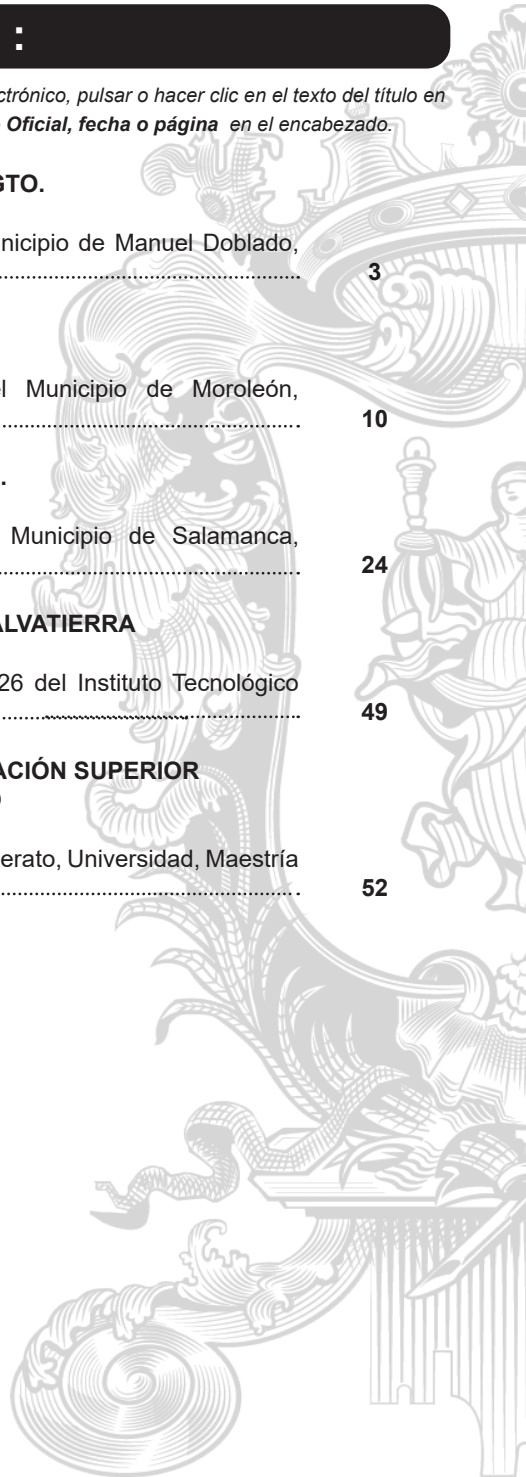 :
ctrónico, pulsar o hacer clic en el texto del título en
Oficial, fecha o página en el encabezado.
GTO.
nicipio de Manuel Doblado,
3
el Municipio de Moroleón,
10
.
Municipio de Salamanca,
24
ALVATIERRA
26 del Instituto Tecnológico
49
ACIÓN SUPERIOR
O
erato, Universidad, Maestría
52